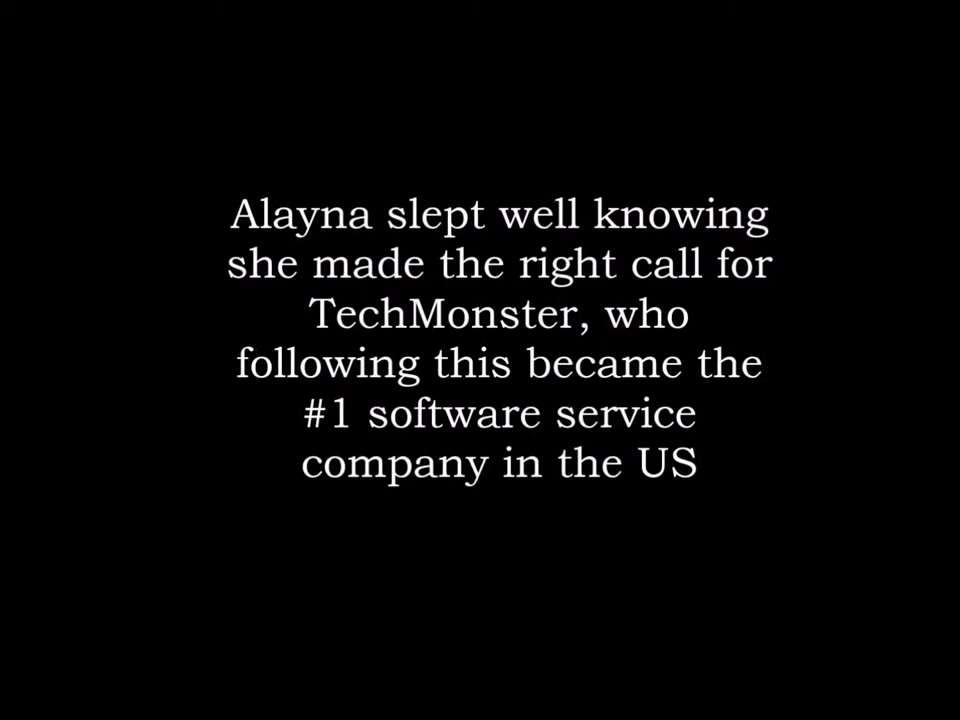 Alayna slept well knowing
she made the right call for
TechMonster, who
following this became the
#1 software service
company in the US